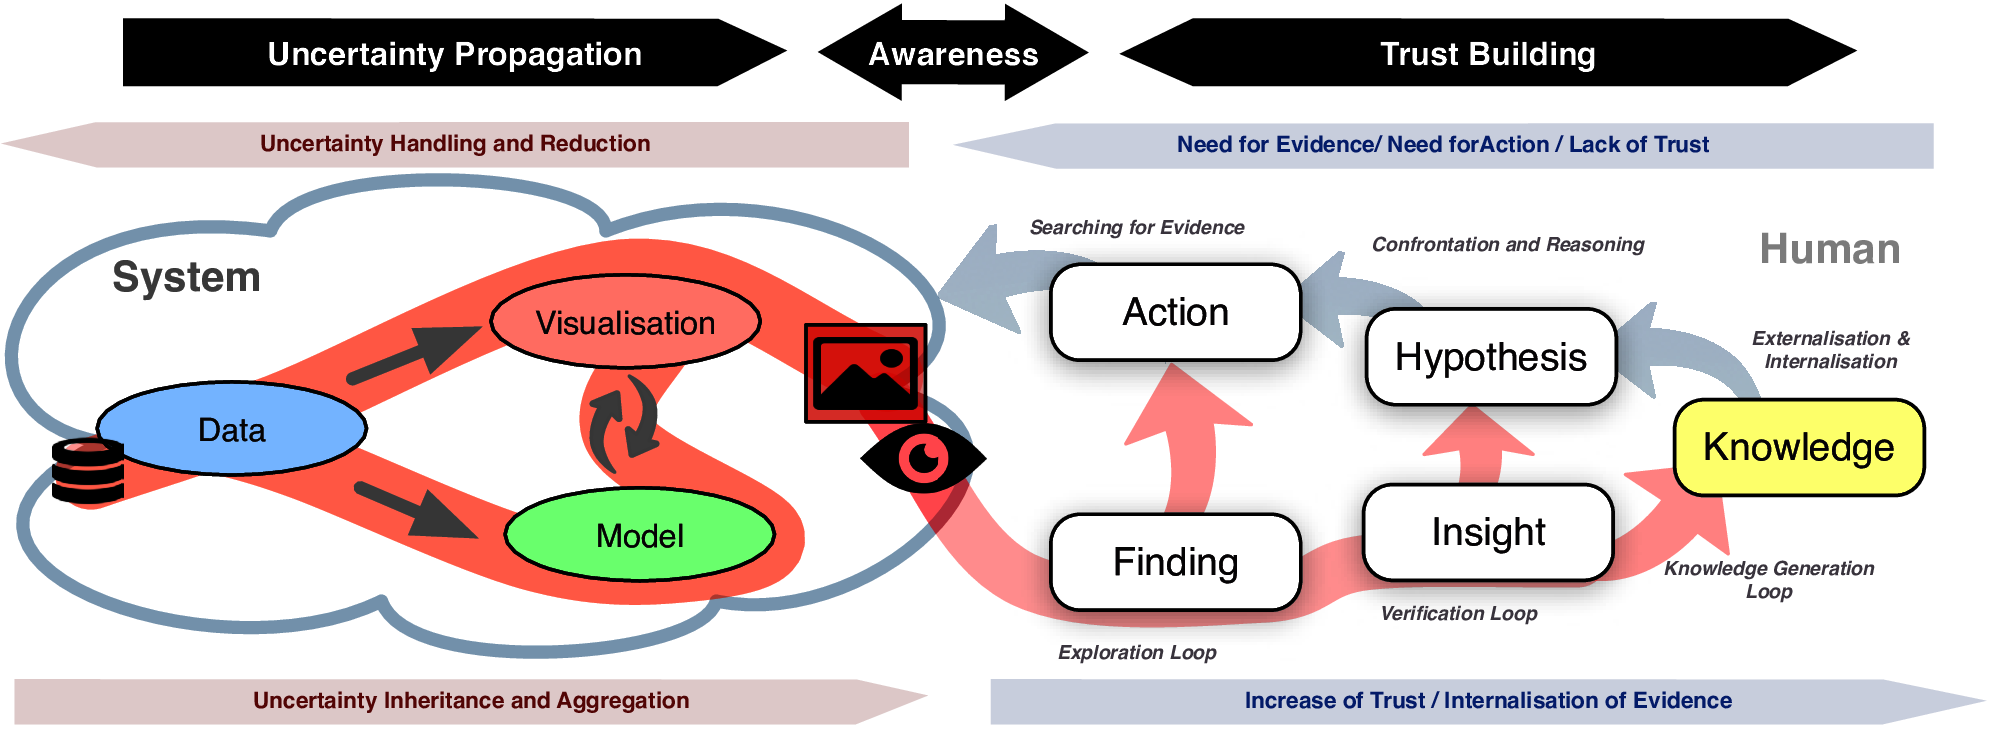 Uncertainty Propagation
Awareness
Trust Building
Uncertainty Handling and Reduction
Need for Evidence/ Need forAction / Lack of Trust
System
Human
Searching for Evidence
Confrontation and Reasoning
Externalisation &
Internalisation
Visualisation
Action
Hypothesis
Data
Knowledge
Model
Finding
Insight
Knowledge Generation
Loop
Verification Loop
Exploration Loop
Uncertainty Inheritance and Aggregation
Increase of Trust / Internalisation of Evidence